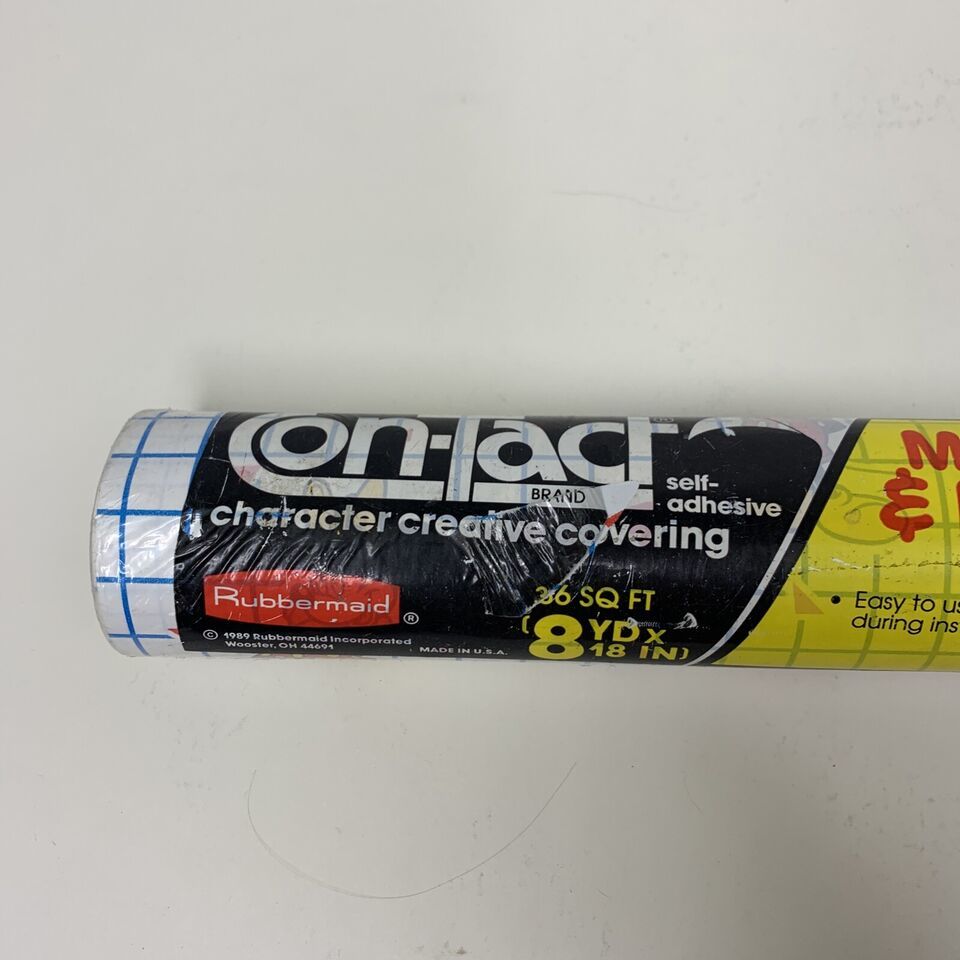 Con-Tact®
BRAND
self-
adhesive
character creative covering
Rubbermaid®
© 1989 Rubbermaid Incorporated
Wooster, OH 44691
MADE IN U.S.A.
36 SQ FT
(8 YD x
18 IN)
M
&
• Easy to us
during ins